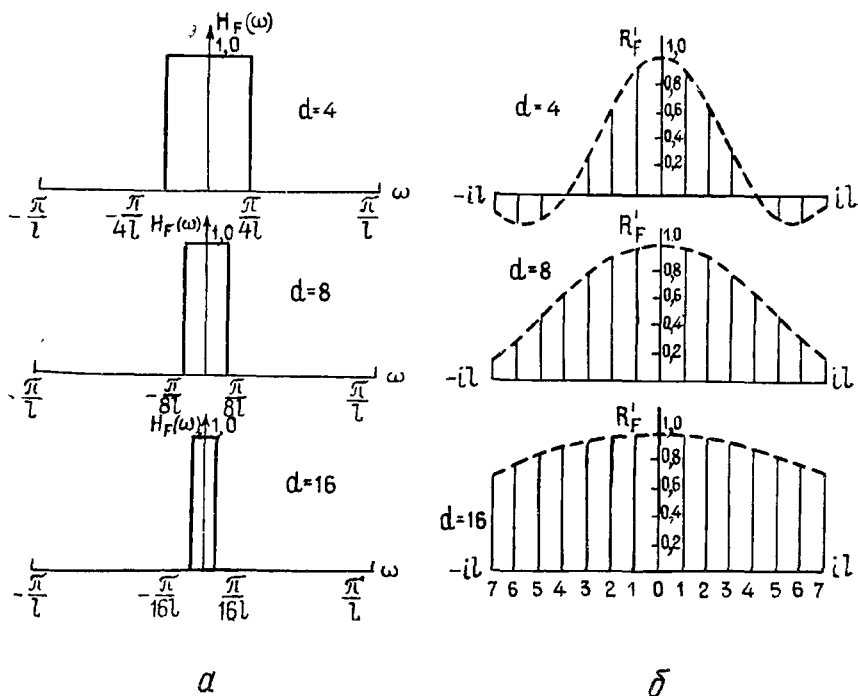 H_F(ω)
1,0
d=4
-π/l -π/4l π/4l π/l ω
H_F(ω) 1,0
d=8
-π/l -π/8l π/8l π/l ω
H_F(ω) 1,0
d=16
-π/l -π/16l π/16l π/l ω
а
R'_F
1,0
0,8
0,6
0,4
0,2
d=4
-il il
R'_F
1,0
0,8
0,6
0,4
0,2
d=8
-il il
R'_F
1,0
0,8
0,6
0,4
0,2
d=16
-il il
7 6 5 4 3 2 1 0 1 2 3 4 5 6 7
б